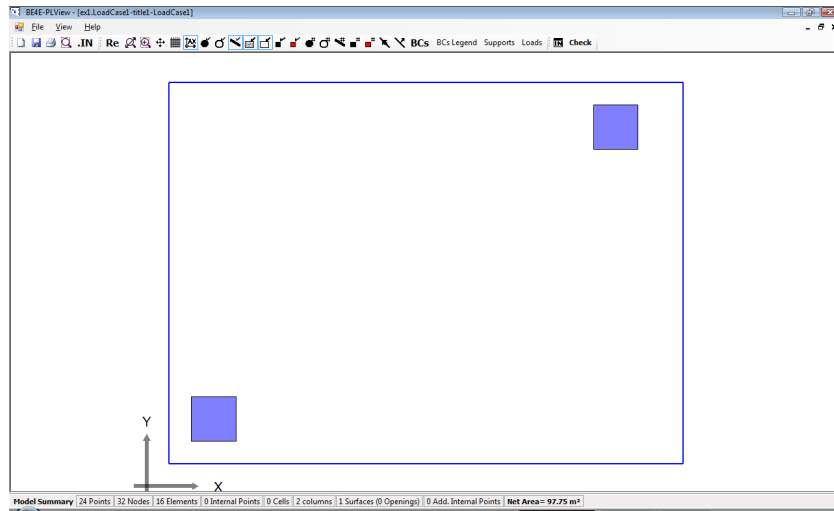 BE4E-PLView - [ex1.LoadCase1-title1-LoadCase1]
File View Help
.IN Re BCs BCs Legend Supports Loads IN Check
Y
X
Model Summary 24 Points 32 Nodes 16 Elements 0 Internal Points 0 Cells 2 columns 1 Surfaces (0 Openings) 0 Add. Internal Points Net Area= 97.75 m²